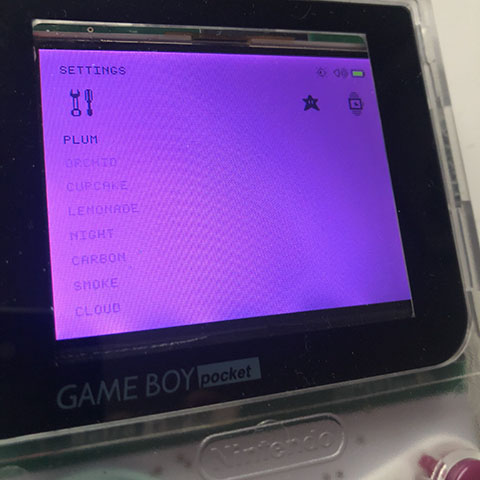 SETTINGS
PLUM
ORCHID
CUPCAKE
LEMONADE
NIGHT
CARBON
SMOKE
CLOUD
GAME BOY pocket
Nintendo